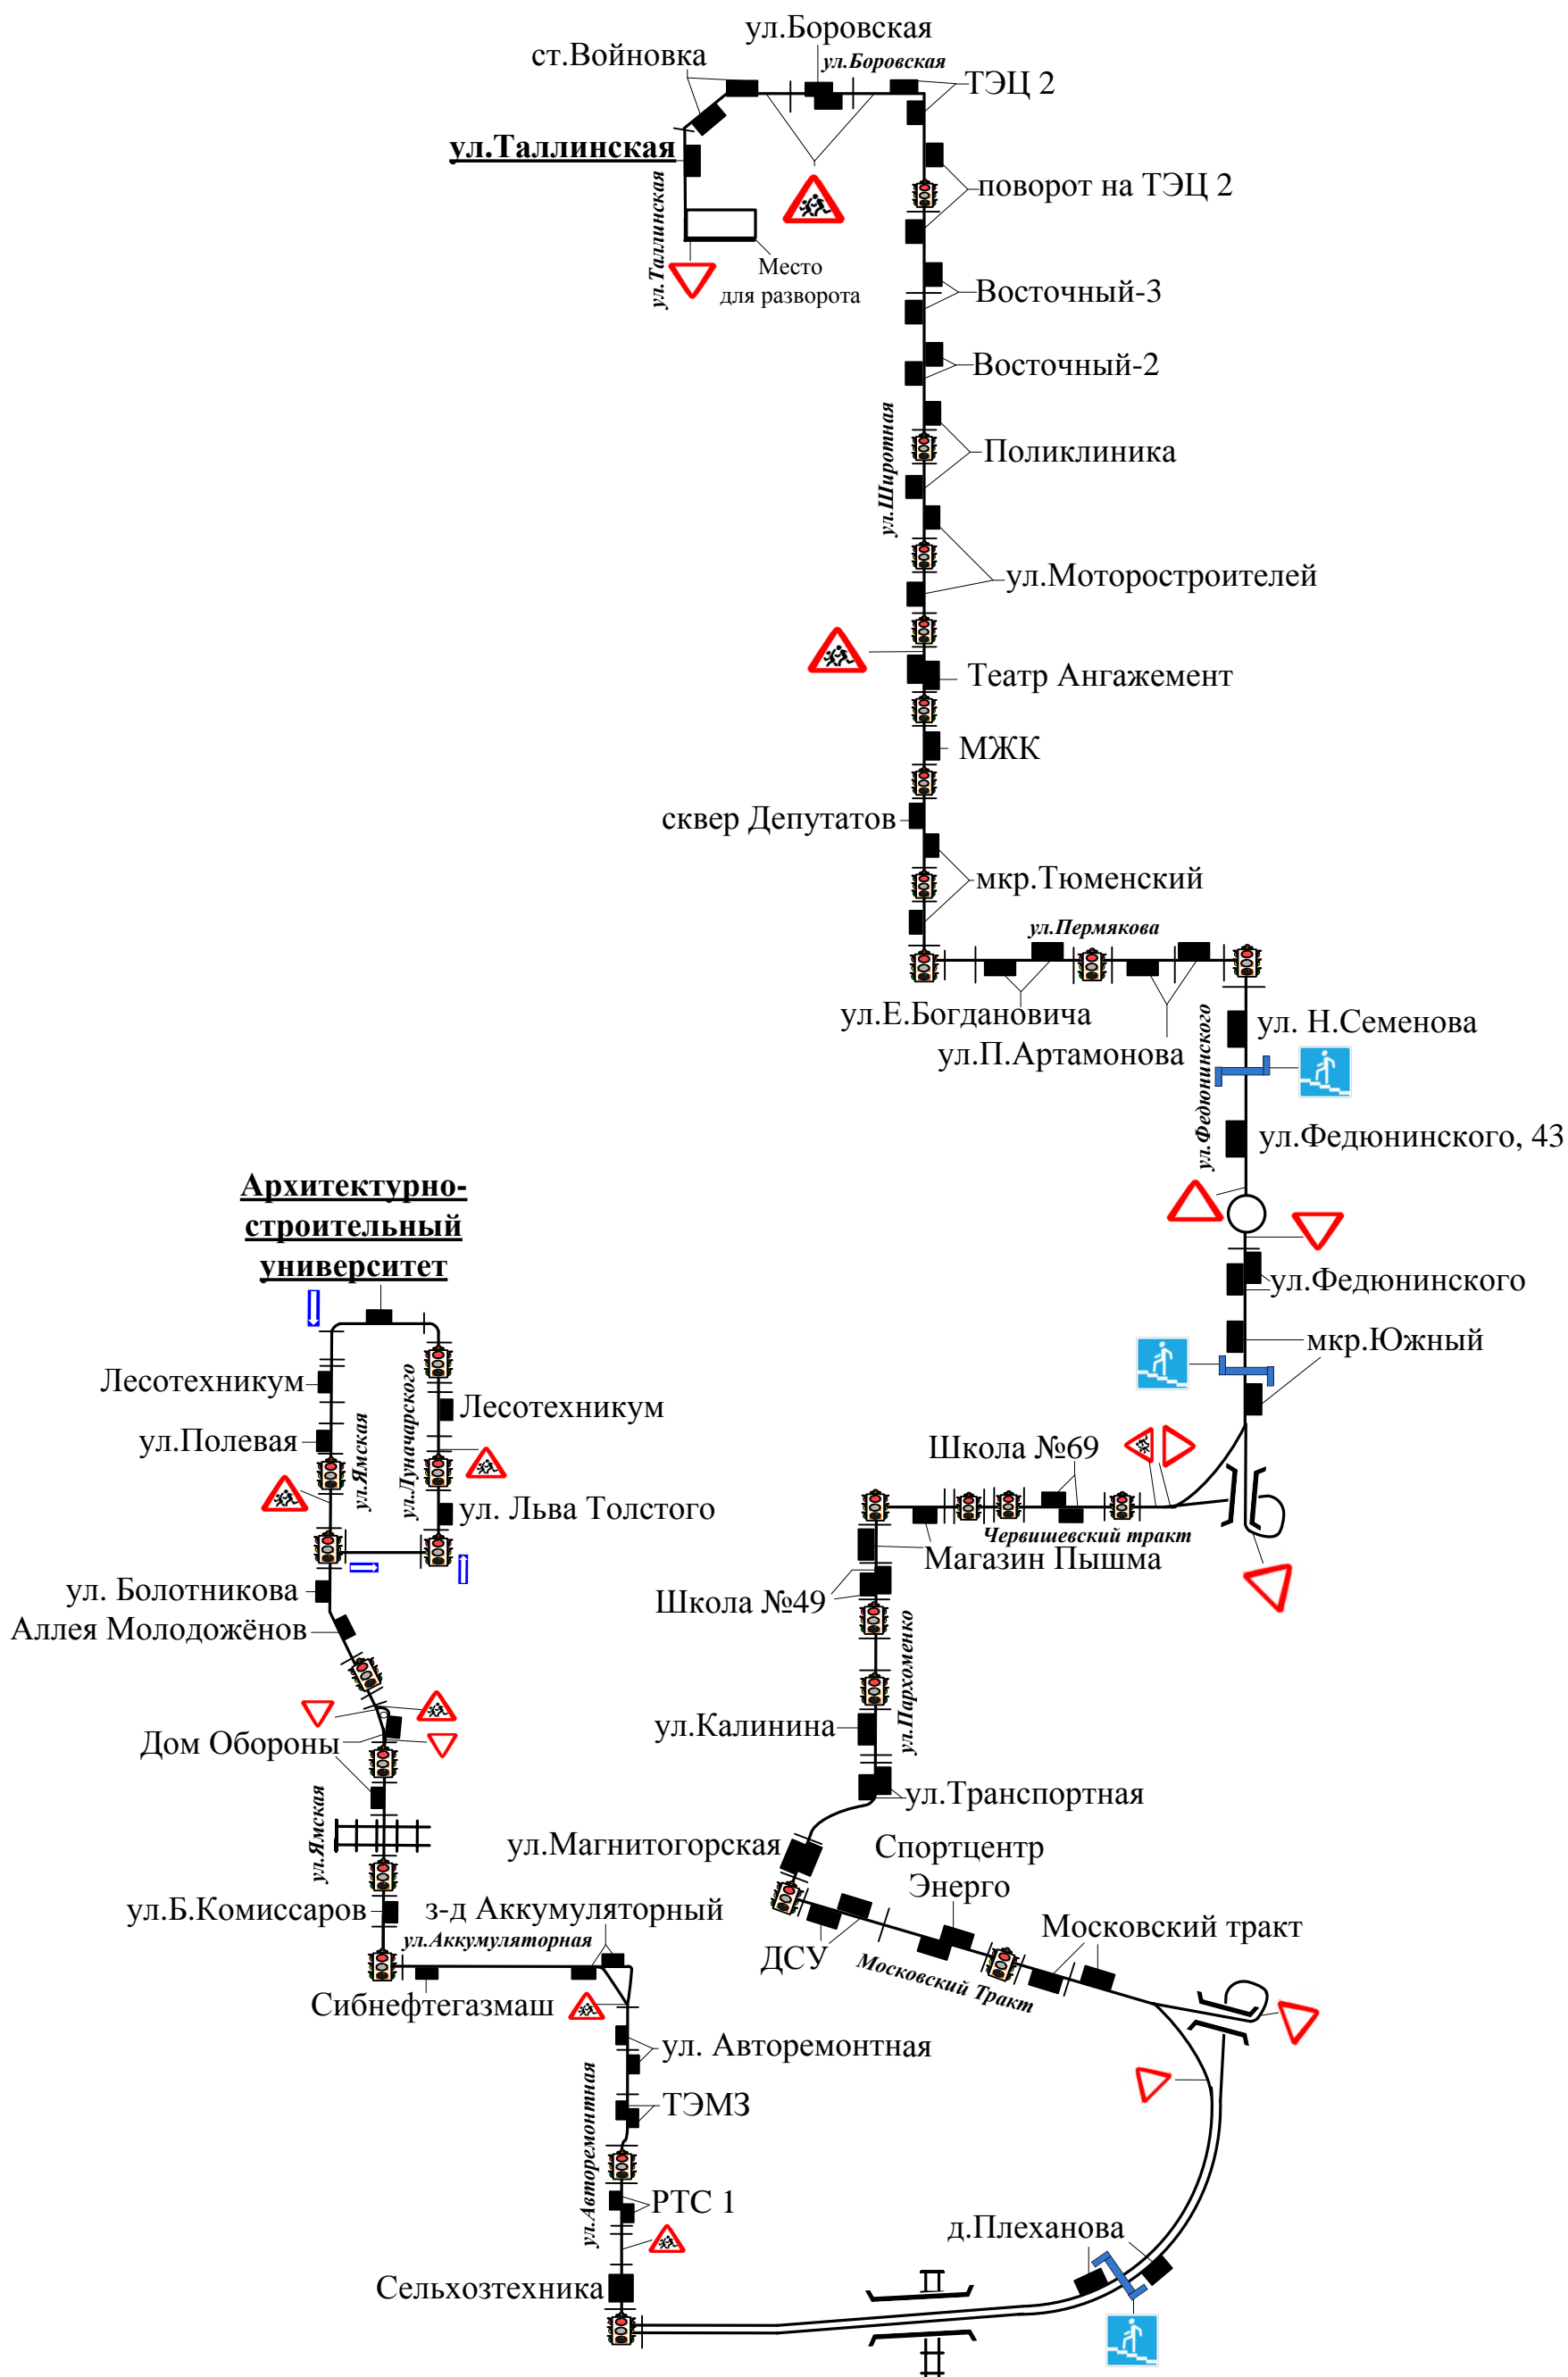 ул.Боровская
ст.Войновка
ул.Боровская
ТЭЦ 2
ул.Таллинская
ул.Таллинская
поворот на ТЭЦ 2
Место
для разворота
Восточный-3
Восточный-2
ул.Широтная
Поликлиника
ул.Моторостроителей
Театр Ангажемент
МЖК
сквер Депутатов
мкр.Тюменский
ул.Пермякова
ул.Е.Богдановича
ул.П.Артамонова
ул.Федюнинского
ул. Н.Семенова
ул.Федюнинского, 43
Архитектурно-
строительный
университет
ул.Федюнинского
мкр.Южный
Лесотехникум
Лесотехникум
ул.Полевая
ул.Ямская
ул.Луначарского
Школа №69
ул. Льва Толстого
Червишевский тракт
Магазин Пышма
ул. Болотникова
Школа №49
Аллея Молодожёнов
ул.Пархоменко
ул.Калинина
Дом Обороны
ул.Транспортная
ул.Ямская
ул.Магнитогорская
Спортцентр
Энерго
ул.Б.Комиссаров
з-д Аккумуляторный
ул.Аккумуляторная
Московский тракт
ДСУ
Московский Тракт
Сибнефтегазмаш
ул. Авторемонтная
ТЭМЗ
ул.Авторемонтная
РТС 1
д.Плеханова
Сельхозтехника